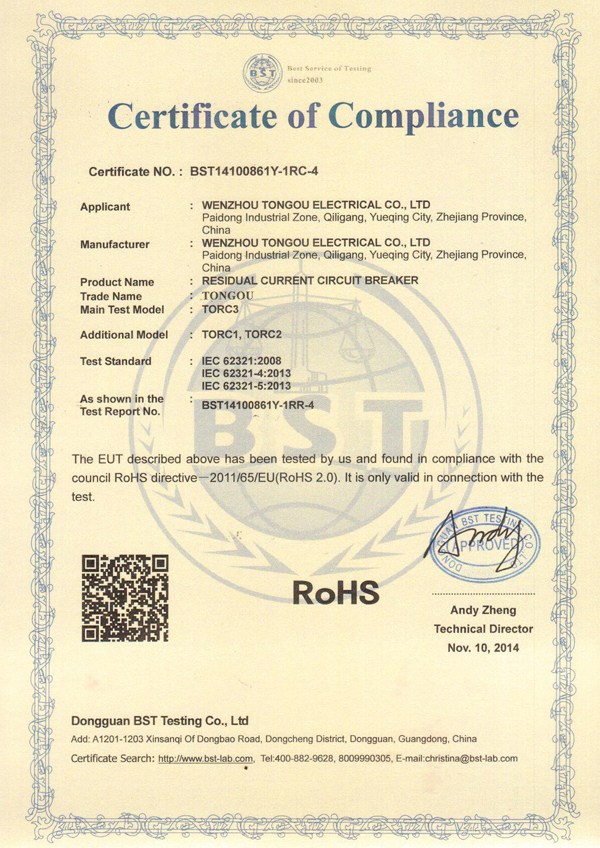 BST
Best Service of Testing
since2003
Certificate of Compliance
Certificate NO. : BST14100861Y-1RC-4
Applicant : WENZHOU TONGOU ELECTRICAL CO., LTD
Paidong Industrial Zone, Qiligang, Yueqing City, Zhejiang Province,
China
Manufacturer : WENZHOU TONGOU ELECTRICAL CO., LTD
Paidong Industrial Zone, Qiligang, Yueqing City, Zhejiang Province,
China
Product Name : RESIDUAL CURRENT CIRCUIT BREAKER
Trade Name : TONGOU
Main Test Model : TORC3
Additional Model : TORC1, TORC2
Test Standard : IEC 62321:2008
IEC 62321-4:2013
IEC 62321-5:2013
As shown in the :
Test Report No. BST14100861Y-1RR-4
BST
The EUT described above has been tested by us and found in compliance with the
council RoHS directive－2011/65/EU(RoHS 2.0). It is only valid in connection with the
test.
DONGGUAN BST TESTING CO., LTD
APPROVED
Andy
RoHS
Andy Zheng
Technical Director
Nov. 10, 2014
Dongguan BST Testing Co., Ltd
Add: A1201-1203 Xinsanqi Of Dongbao Road, Dongcheng District, Dongguan, Guangdong, China
Certificate Search: http://www.bst-lab.com, Tel:400-882-9628, 8009990305, E-mail:christina@bst-lab.com